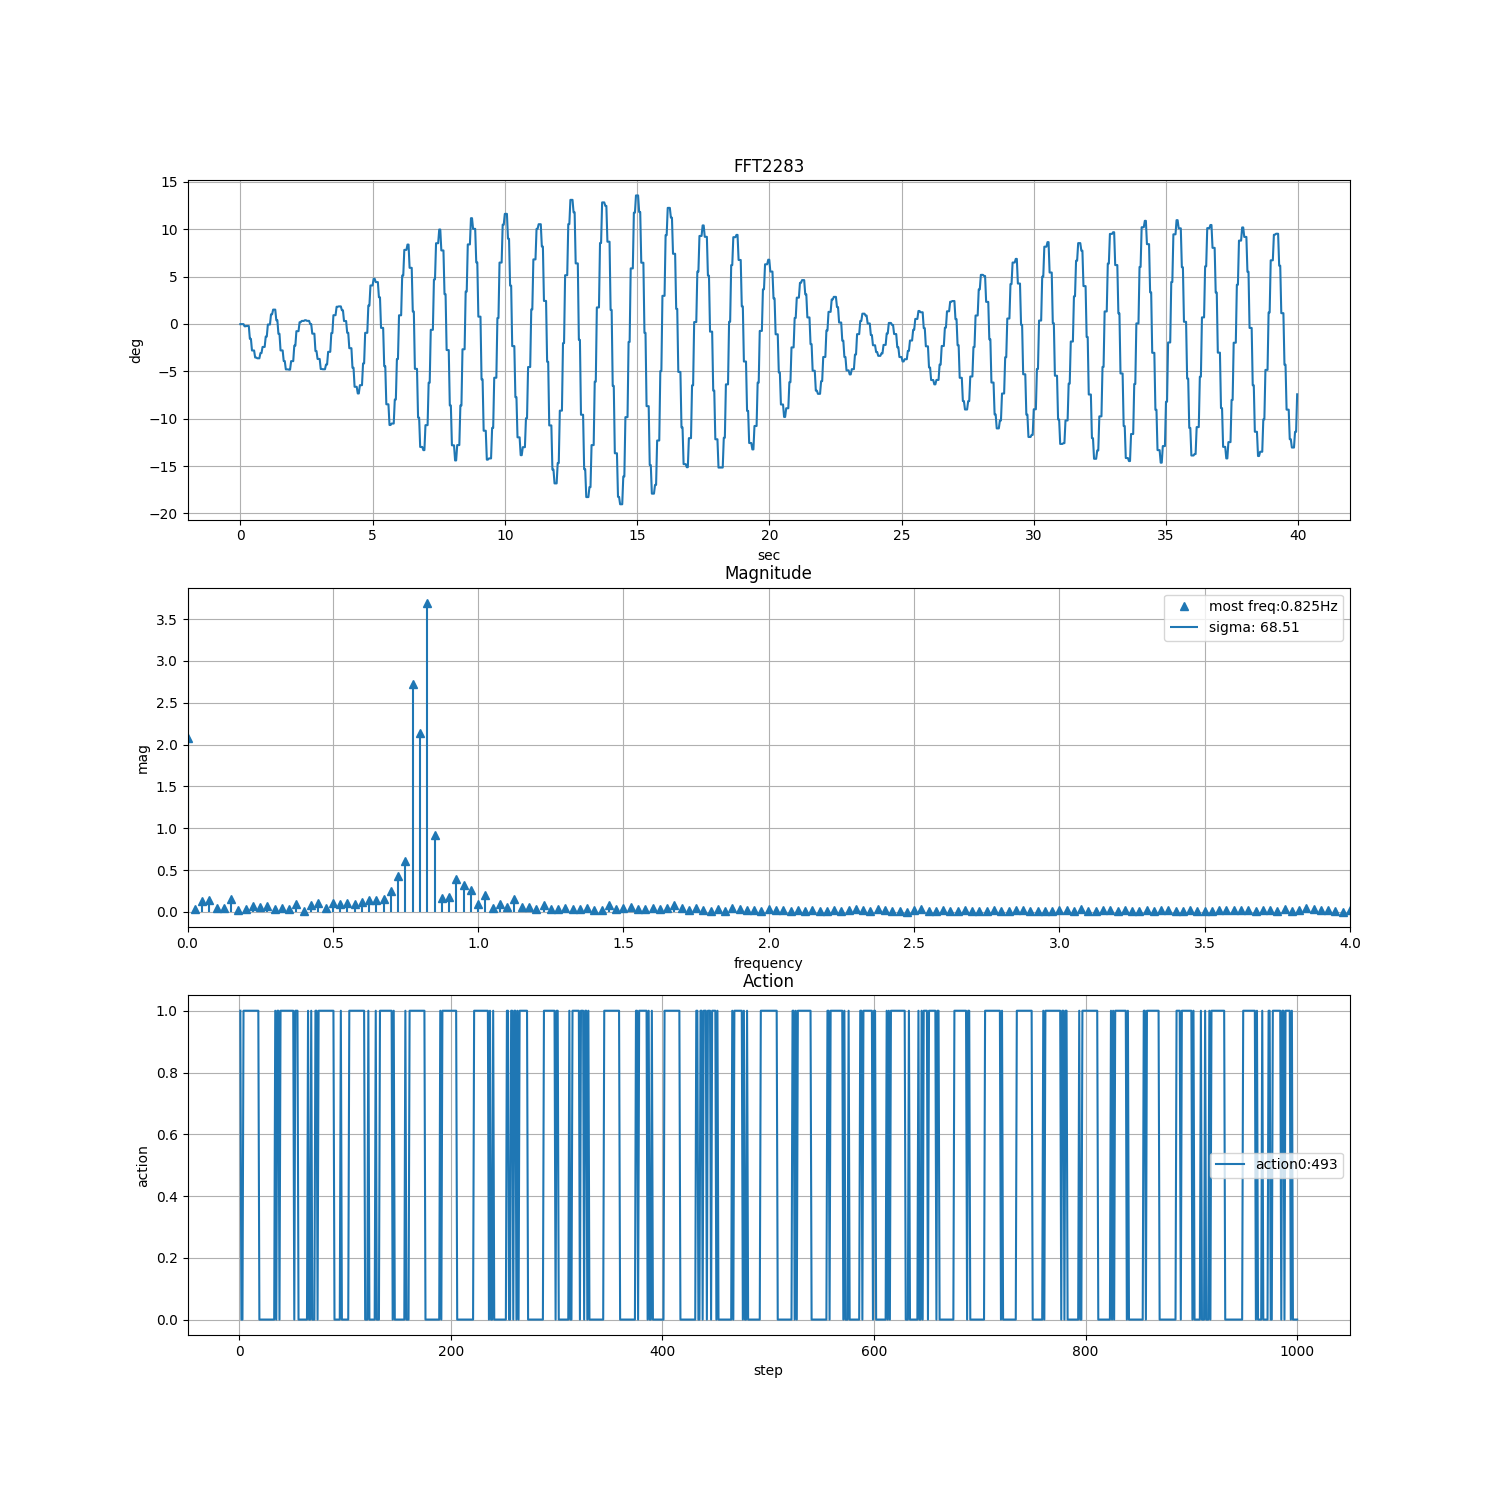 FFT2283
15
10
5
0
−5
−10
−15
−20
deg
0 5 10 15 20 25 30 35 40
sec
Magnitude
3.5
3.0
2.5
2.0
1.5
1.0
0.5
0.0
mag
most freq:0.825Hz
sigma: 68.51
0.0 0.5 1.0 1.5 2.0 2.5 3.0 3.5 4.0
frequency
Action
1.0
0.8
0.6
0.4
0.2
0.0
action
action0:493
0 200 400 600 800 1000
step